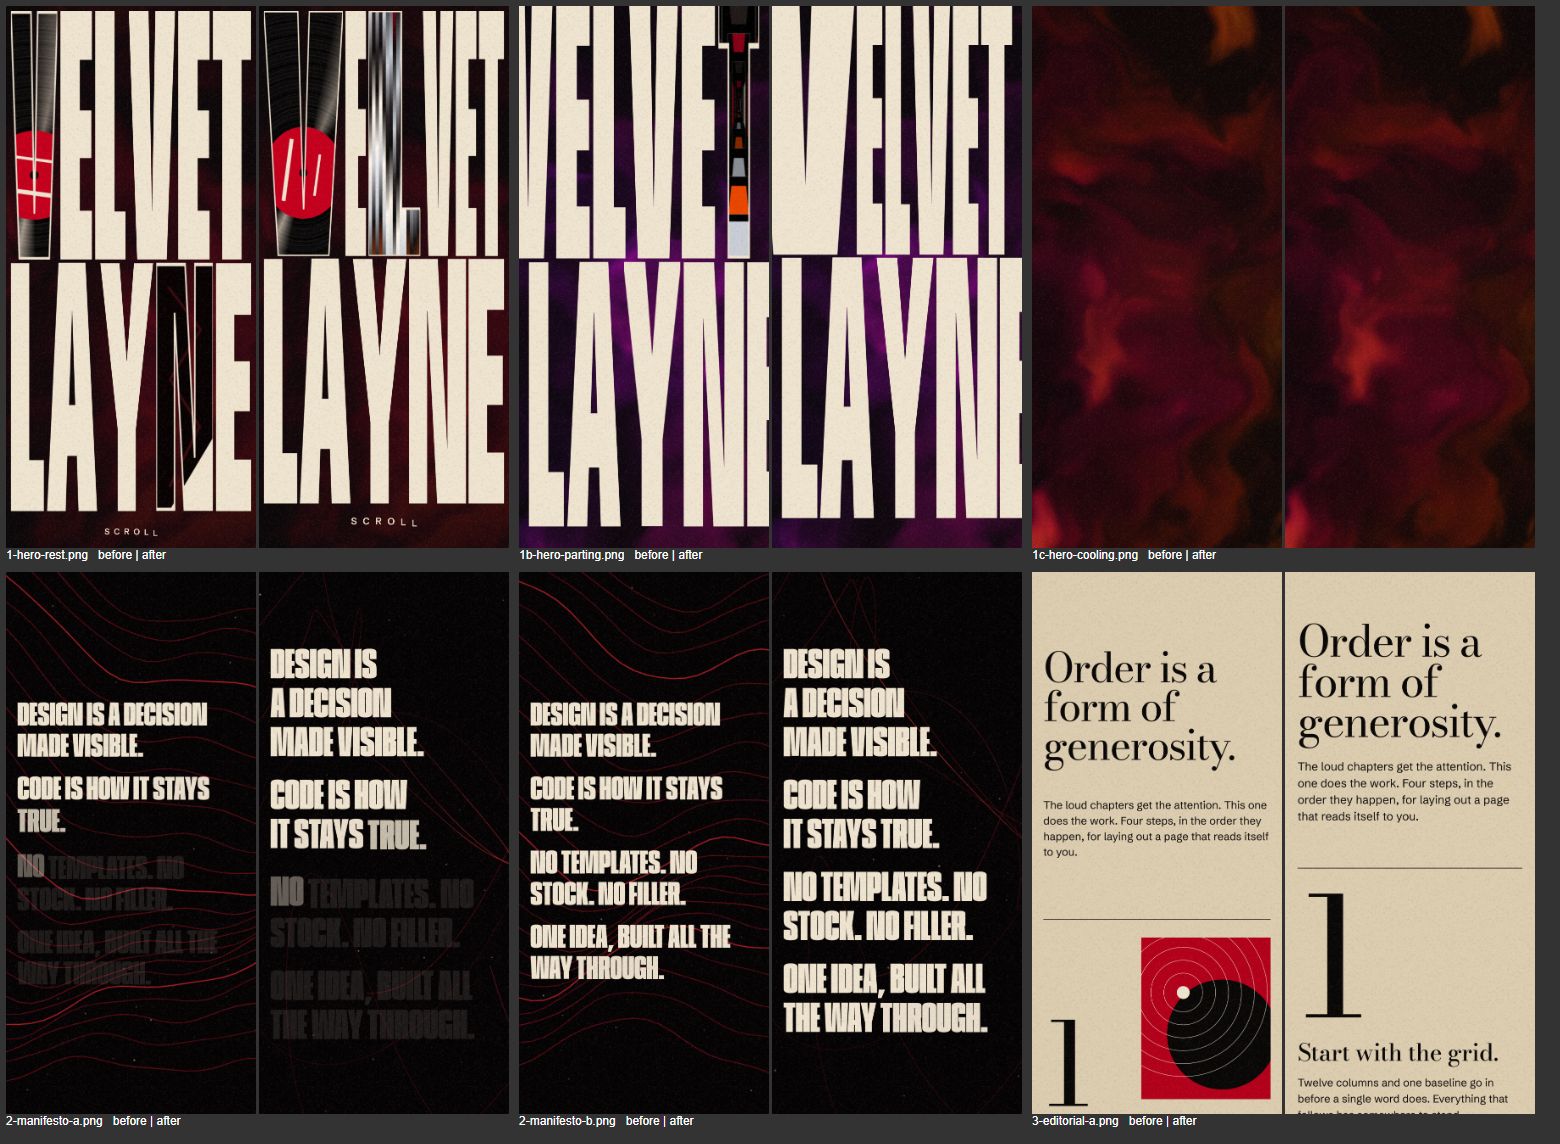 VELVET
LAYNE
SCROLL
VELVET
LAYNE
SCROLL
1-hero-rest.png before | after
VELVET
LAYN
VELVET
LAYN
1b-hero-parting.png before | after
1c-hero-cooling.png before | after
DESIGN IS A DECISION
MADE VISIBLE.
CODE IS HOW IT STAYS
TRUE.
NO TEMPLATES. NO
STOCK. NO FILLER.
ONE IDEA, BUILT ALL THE
WAY THROUGH.
DESIGN IS
A DECISION
MADE VISIBLE.
CODE IS HOW
IT STAYS TRUE.
NO TEMPLATES. NO
STOCK. NO FILLER.
ONE IDEA, BUILT ALL
THE WAY THROUGH.
2-manifesto-a.png before | after
DESIGN IS A DECISION
MADE VISIBLE.
CODE IS HOW IT STAYS
TRUE.
NO TEMPLATES. NO
STOCK. NO FILLER.
ONE IDEA, BUILT ALL THE
WAY THROUGH.
DESIGN IS
A DECISION
MADE VISIBLE.
CODE IS HOW
IT STAYS TRUE.
NO TEMPLATES. NO
STOCK. NO FILLER.
ONE IDEA, BUILT ALL
THE WAY THROUGH.
2-manifesto-b.png before | after
Order is a
form of
generosity.
The loud chapters get the attention. This one
does the work. Four steps, in the order they
happen, for laying out a page that reads itself
to you.
1
Order is a
form of
generosity.
The loud chapters get the attention. This
one does the work. Four steps, in the
order they happen, for laying out a page
that reads itself to you.
1
Start with the grid.
Twelve columns and one baseline go in
before a single word does. Everything that
follows has somewhere to stand.
3-editorial-a.png before | after